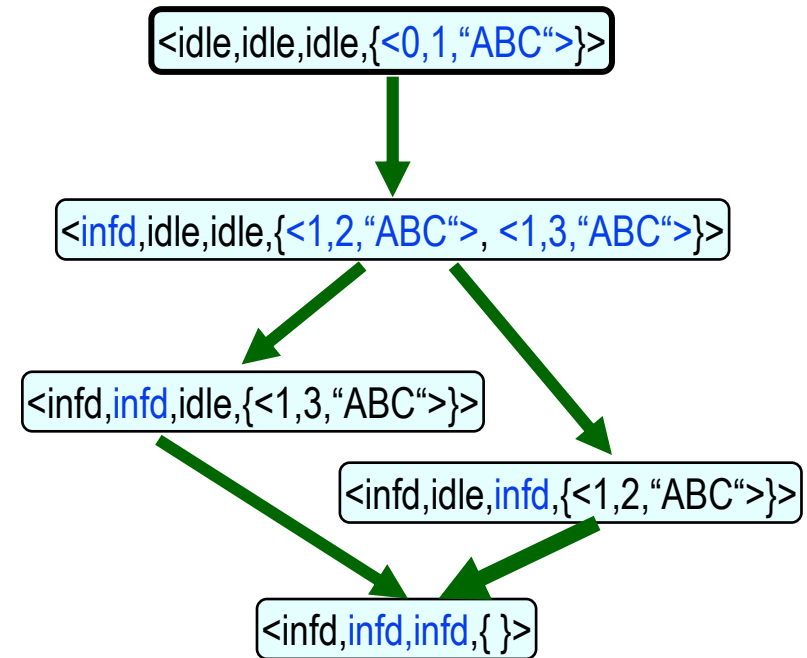 <idle,idle,idle,{<0,1,“ABC“>}>
<infd,idle,idle,{<1,2,“ABC“>, <1,3,“ABC“>}>
<infd,infd,idle,{<1,3,“ABC“>}>
<infd,idle,infd,{<1,2,“ABC“>}>
<infd,infd,infd,{ }>